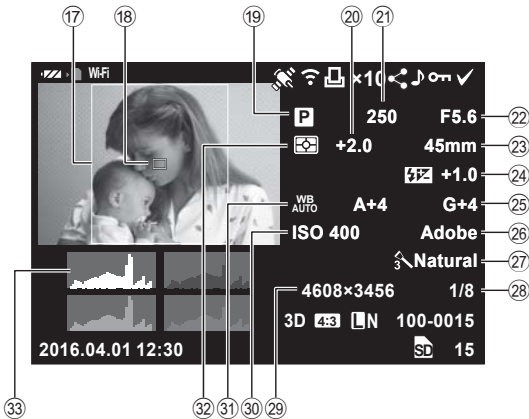 ⑰ ⑱ ⑲ ⑳ ㉑
Wi-Fi ×10
P 250 F5.6 ㉒
+2.0 45mm ㉓
+1.0 ㉔
WB AUTO A+4 G+4 ㉕
ISO 400 Adobe ㉖
3 Natural ㉗
4608×3456 1/8 ㉘
3D 4:3 L N 100-0015
2016.04.01 12:30 SD 15
㉝ ㉜ ㉛ ㉚ ㉙